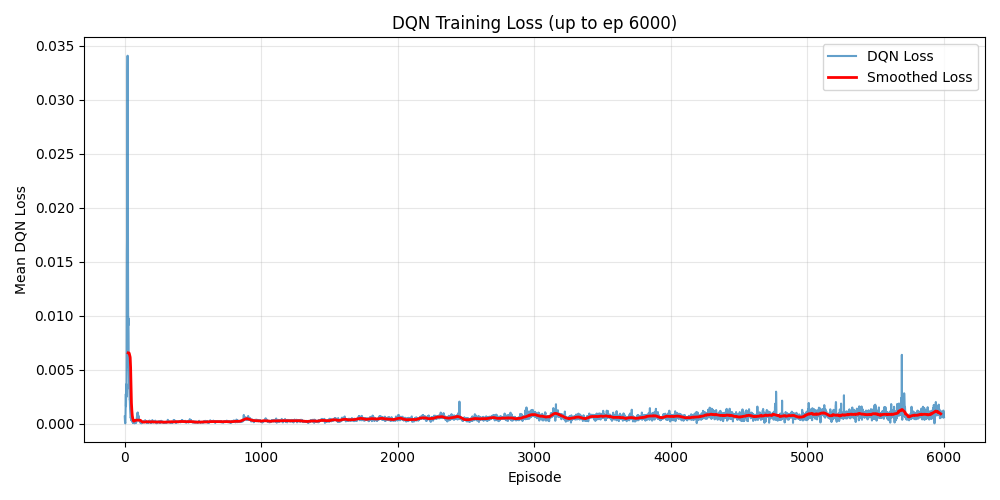 DQN Training Loss (up to ep 6000)
DQN Loss
Smoothed Loss
0.035
0.030
0.025
0.020
0.015
0.010
0.005
0.000
Mean DQN Loss
0 1000 2000 3000 4000 5000 6000
Episode